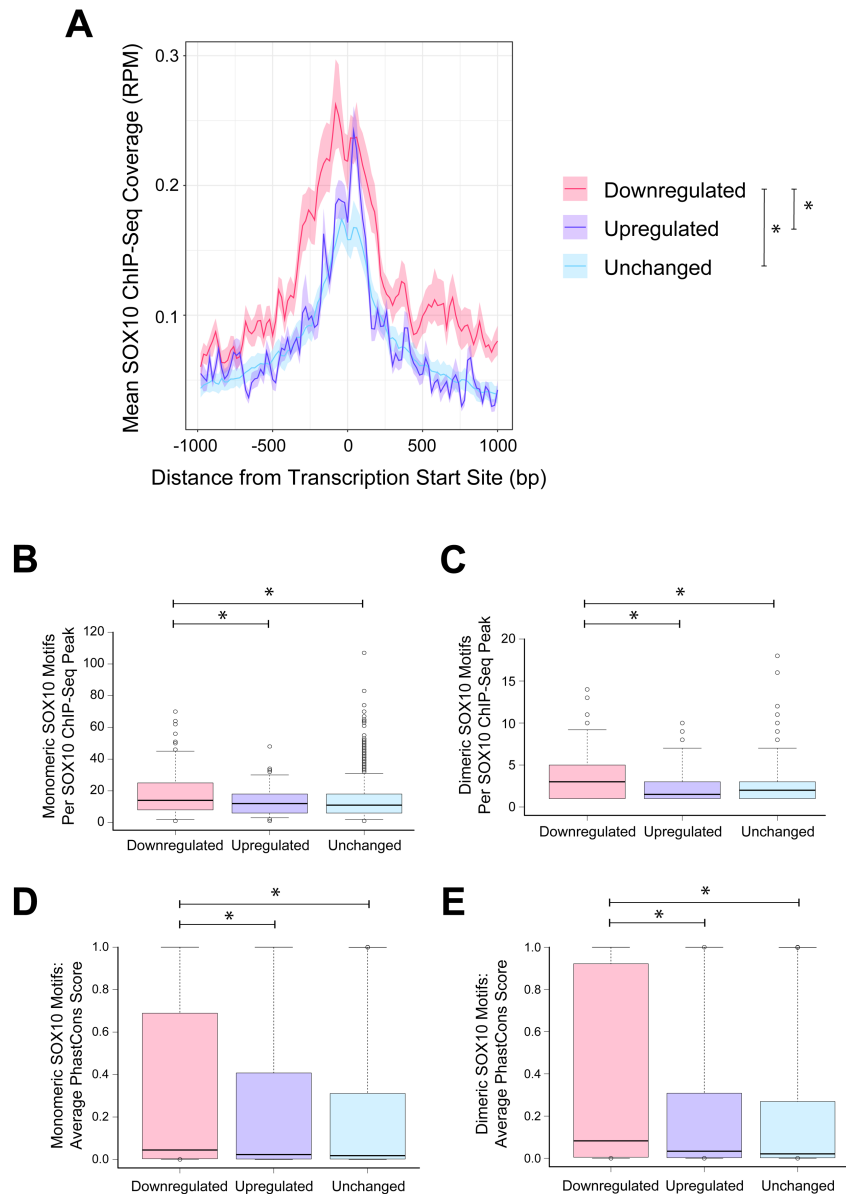 A
Mean SOX10 ChIP-Seq Coverage (RPM)
0.3
0.2
0.1
-1000 -500 0 500 1000
Distance from Transcription Start Site (bp)
Downregulated
Upregulated
Unchanged
*
*
B
Monomeric SOX10 Motifs
Per SOX10 ChIP-Seq Peak
120
100
80
60
40
20
0
*
*
Downregulated Upregulated Unchanged
C
Dimeric SOX10 Motifs
Per SOX10 ChIP-Seq Peak
20
15
10
5
0
*
*
Downregulated Upregulated Unchanged
D
Monomeric SOX10 Motifs:
Average PhastCons Score
1.0
0.8
0.6
0.4
0.2
0.0
*
*
Downregulated Upregulated Unchanged
E
Dimeric SOX10 Motifs:
Average PhastCons Score
1.0
0.8
0.6
0.4
0.2
0.0
*
*
Downregulated Upregulated Unchanged